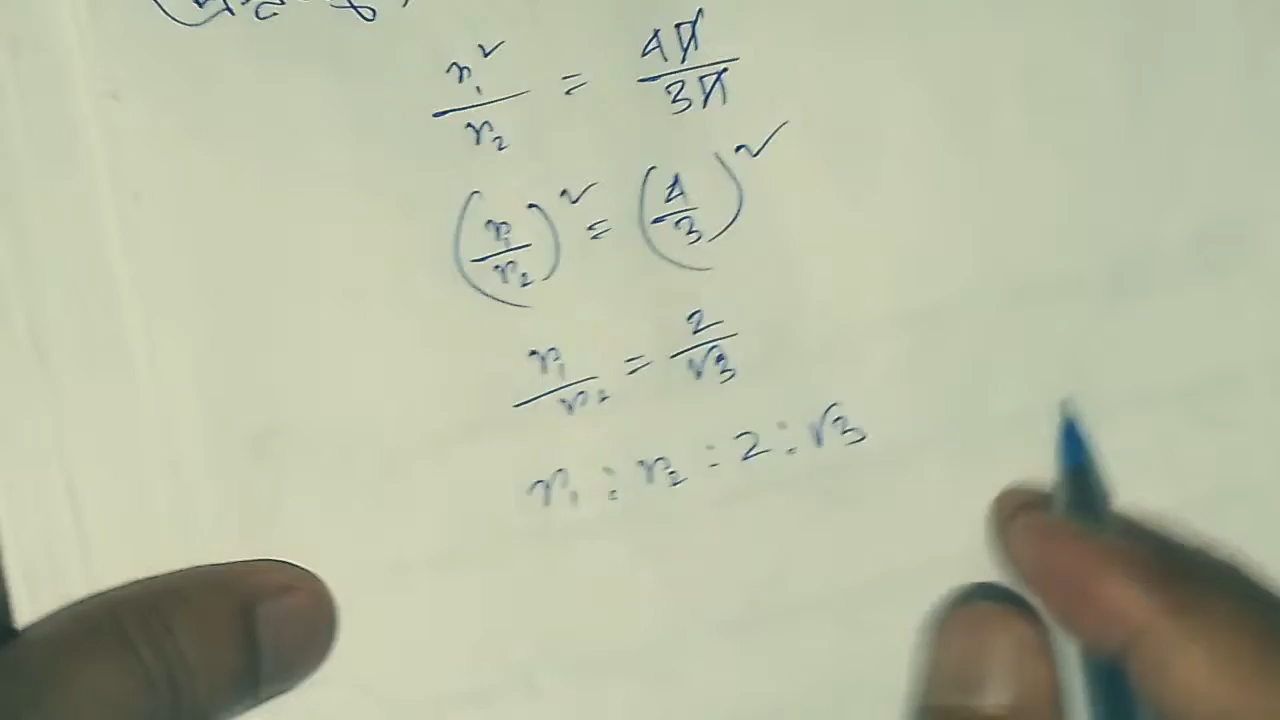 r₁² / r₂ = 4π / 3π
(r₁ / r₂)² = (4 / 3)²
r₁ / r₂ = 2 / √3
r₁ : r₂ : 2 : √3